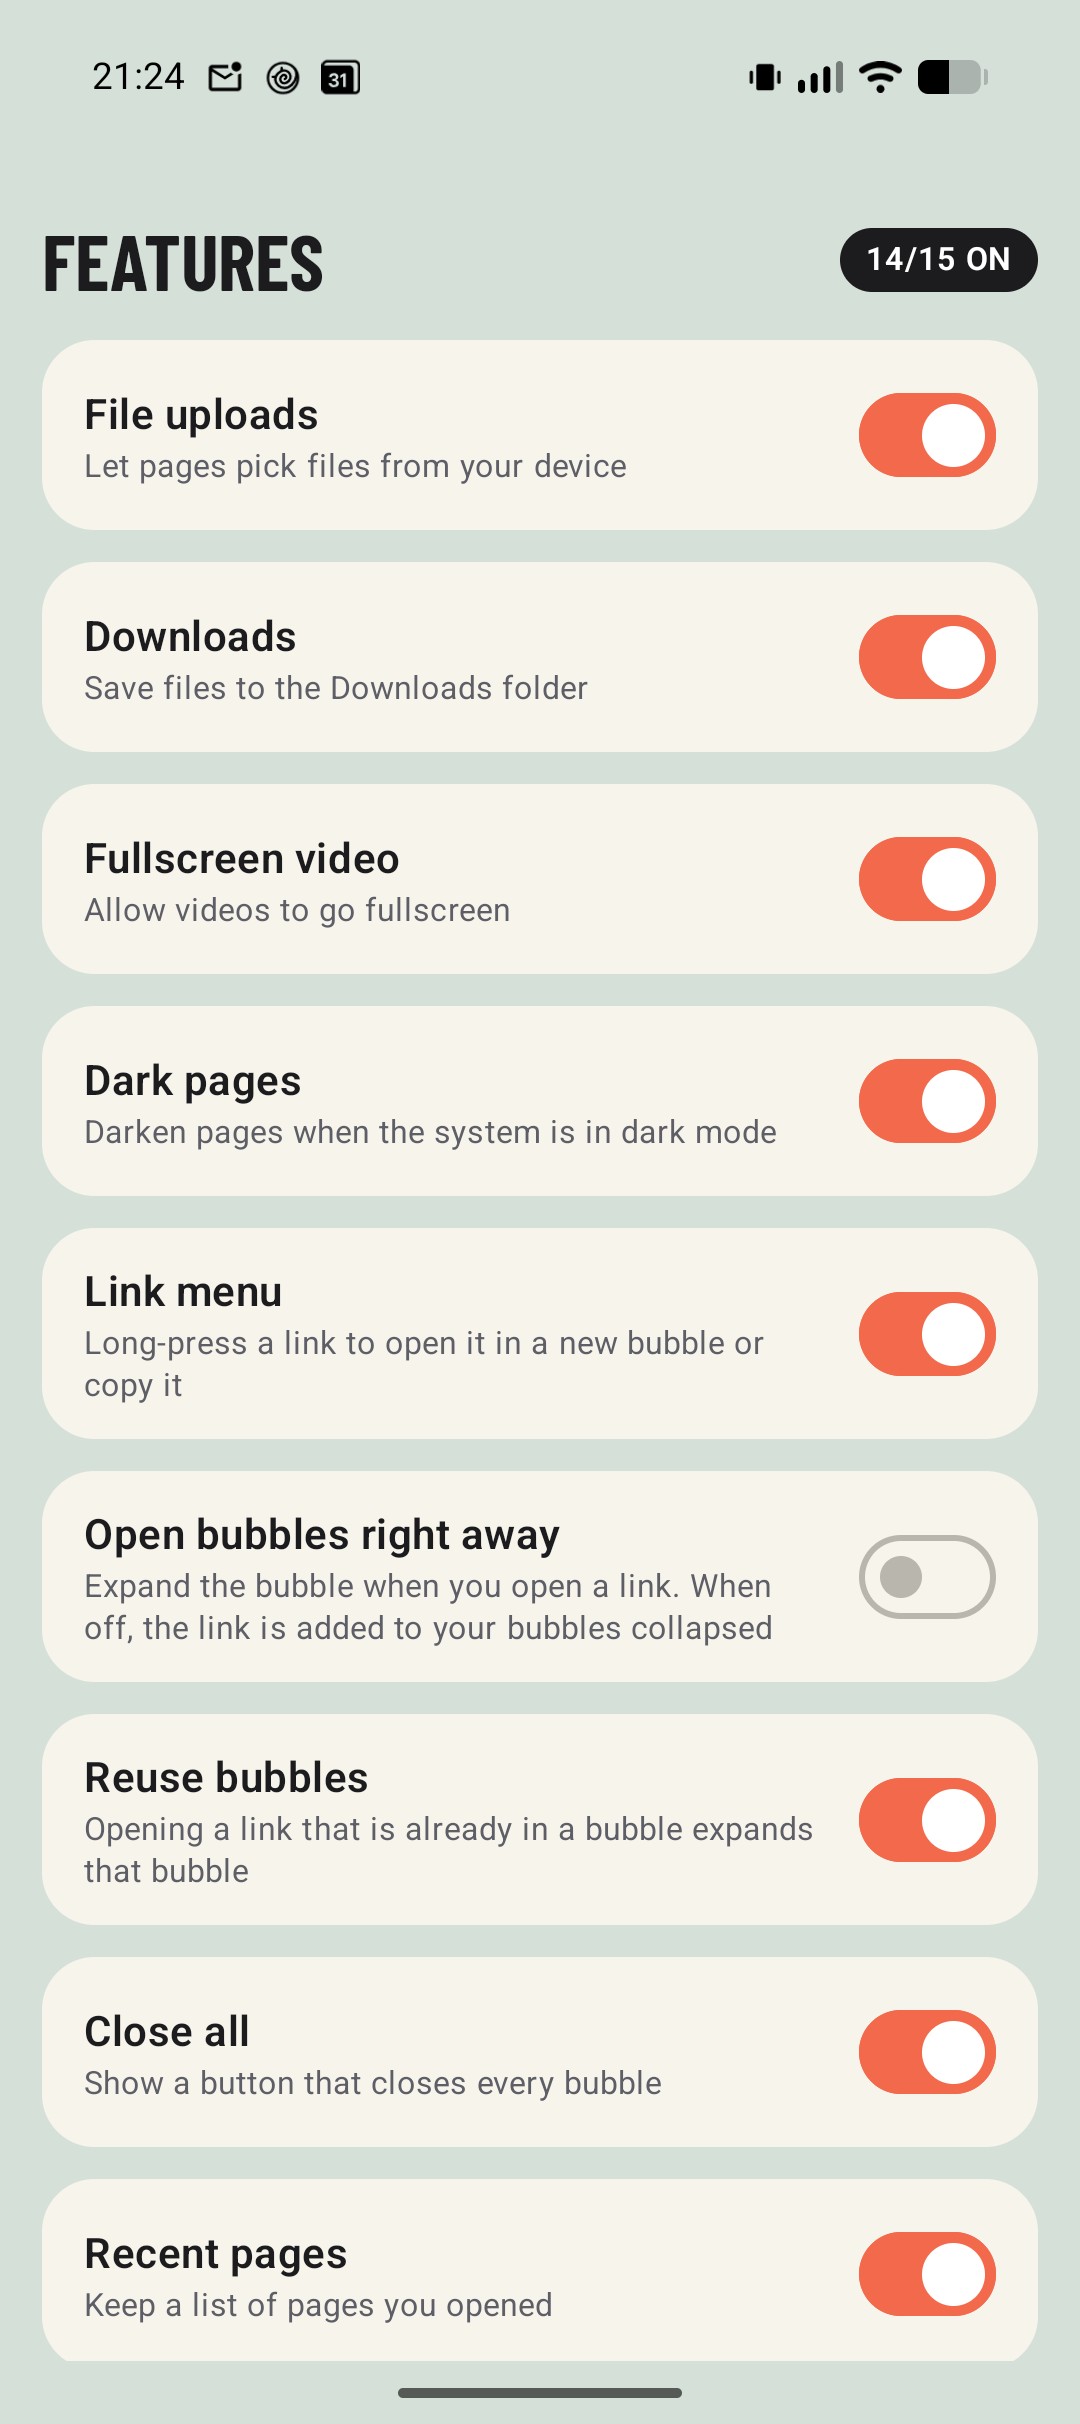 21:24
31
FEATURES
14/15 ON
File uploads
Let pages pick files from your device
Downloads
Save files to the Downloads folder
Fullscreen video
Allow videos to go fullscreen
Dark pages
Darken pages when the system is in dark mode
Link menu
Long-press a link to open it in a new bubble or
copy it
Open bubbles right away
Expand the bubble when you open a link. When
off, the link is added to your bubbles collapsed
Reuse bubbles
Opening a link that is already in a bubble expands
that bubble
Close all
Show a button that closes every bubble
Recent pages
Keep a list of pages you opened